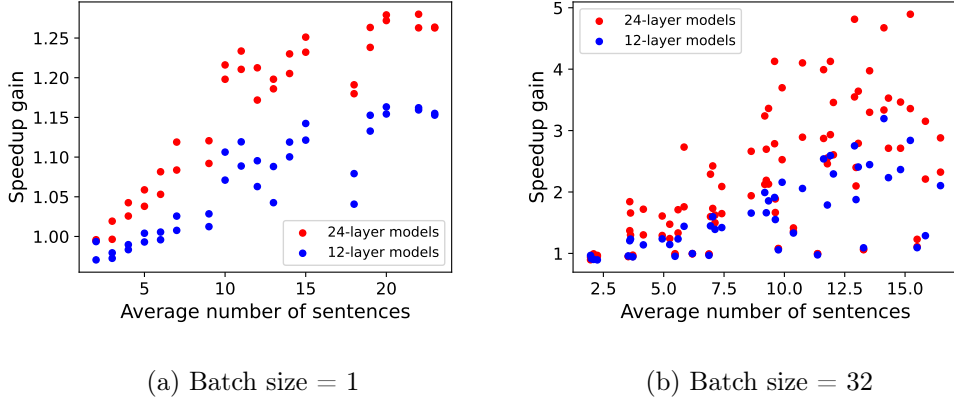 1.25
1.20
1.15
1.10
1.05
1.00
Speedup gain
24-layer models
12-layer models
5
10
15
20
Average number of sentences
(a) Batch size = 1
5
4
3
2
1
Speedup gain
24-layer models
12-layer models
2.5
5.0
7.5
10.0
12.5
15.0
Average number of sentences
(b) Batch size = 32